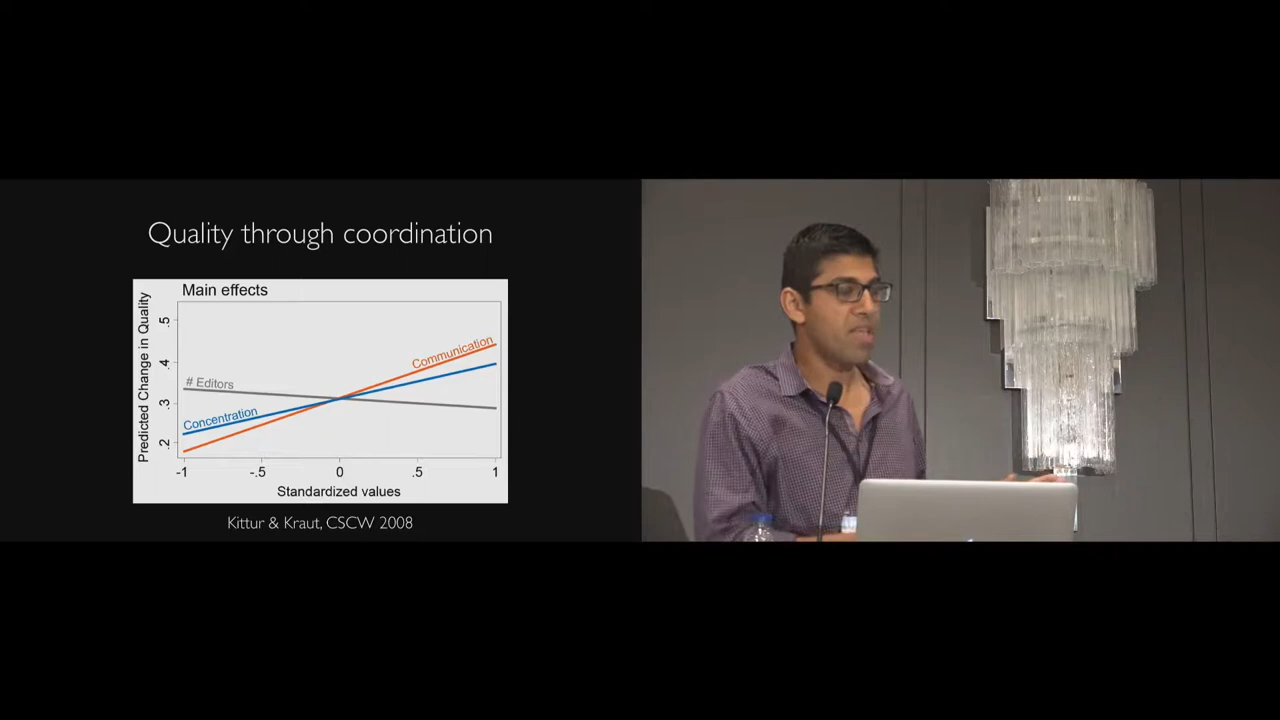 Quality through coordination
Main effects
Predicted Change in Quality
.5
.4
.3
.2
# Editors
Communication
Concentration
-1 -.5 0 .5 1
Standardized values
Kittur & Kraut, CSCW 2008